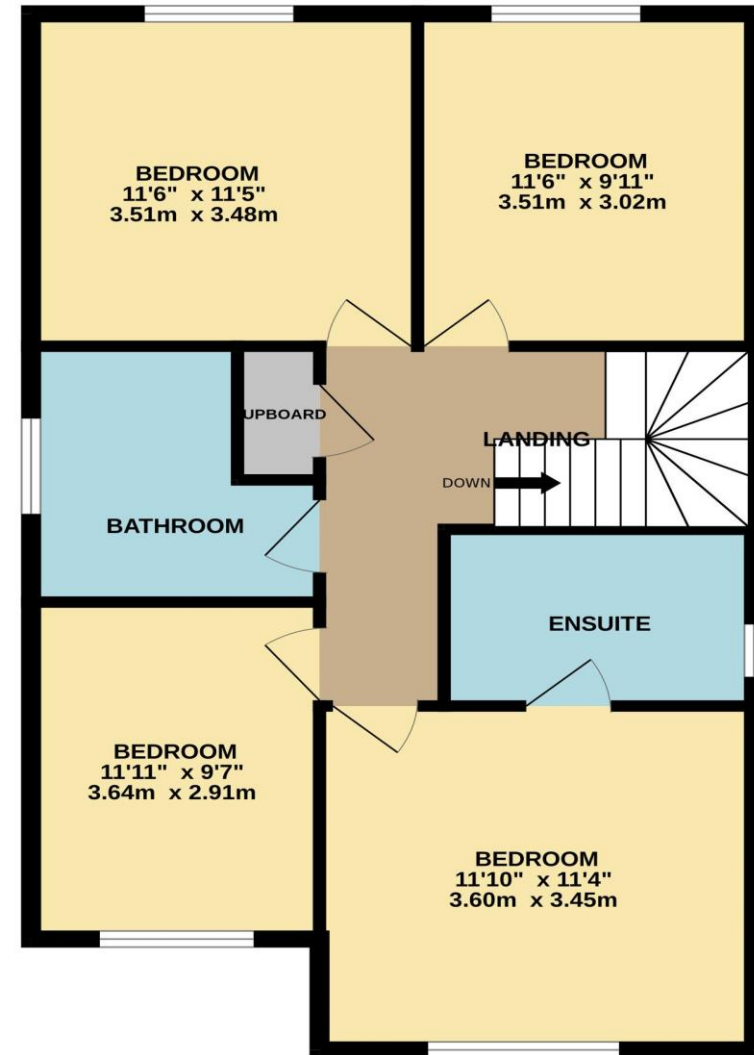 BEDROOM
11'6" x 11'5"
3.51m x 3.48m
BEDROOM
11'6" x 9'11"
3.51m x 3.02m
UPBOARD
LANDING
DOWN
BATHROOM
ENSUITE
BEDROOM
11'11" x 9'7"
3.64m x 2.91m
BEDROOM
11'10" x 11'4"
3.60m x 3.45m